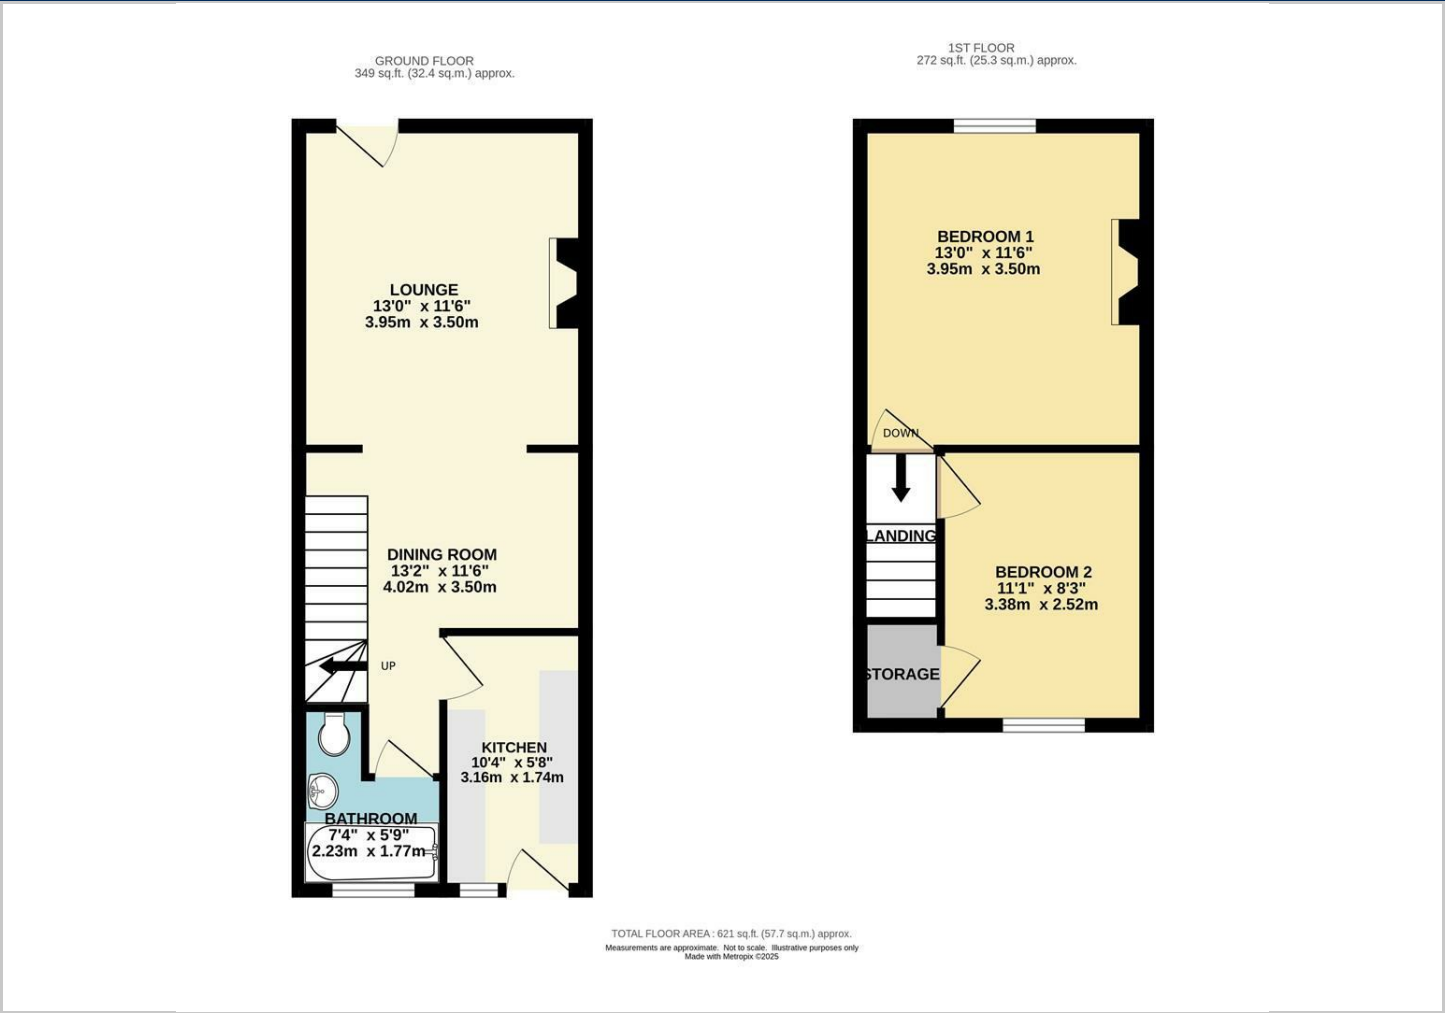 GROUND FLOOR
349 sq.ft. (32.4 sq.m.) approx.
1ST FLOOR
272 sq.ft. (25.3 sq.m.) approx.
LOUNGE
13'0" x 11'6"
3.95m x 3.50m
DINING ROOM
13'2" x 11'6"
4.02m x 3.50m
UP
KITCHEN
10'4" x 5'8"
3.16m x 1.74m
BATHROOM
7'4" x 5'9"
2.23m x 1.77m
BEDROOM 1
13'0" x 11'6"
3.95m x 3.50m
DOWN
LANDING
BEDROOM 2
11'1" x 8'3"
3.38m x 2.52m
STORAGE
TOTAL FLOOR AREA : 621 sq.ft. (57.7 sq.m.) approx.
Measurements are approximate. Not to scale. Illustrative purposes only
Made with Metropix ©2025